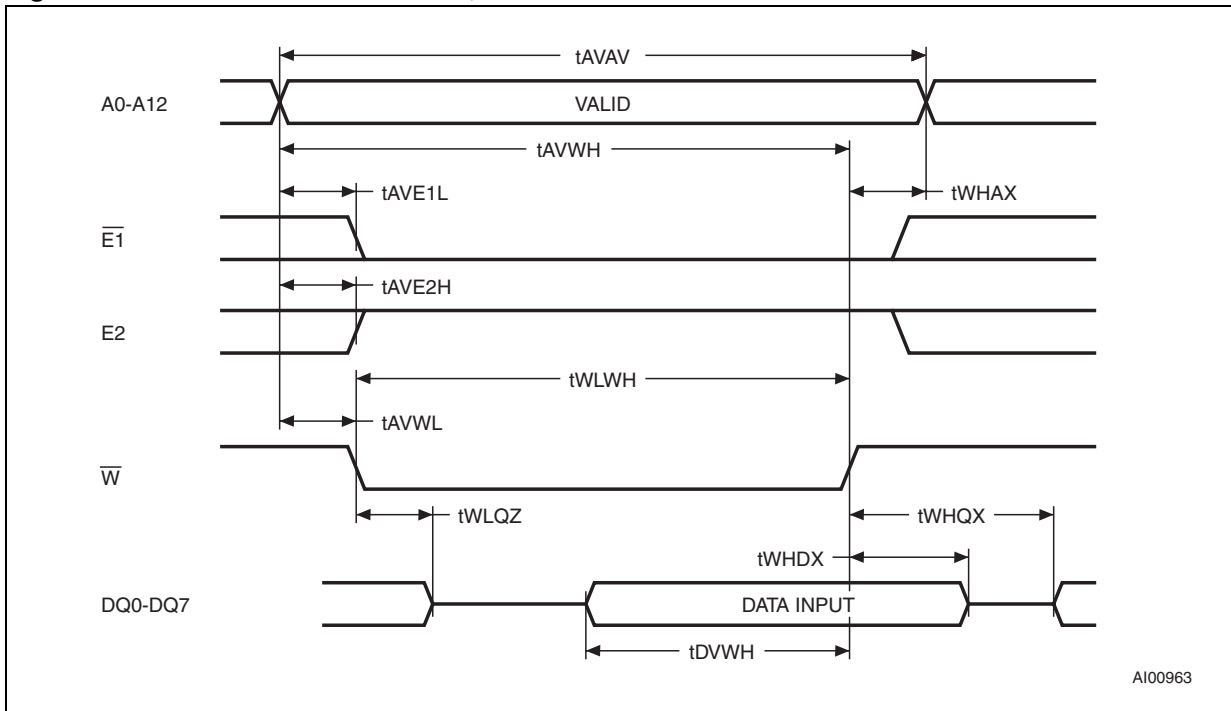 tAVAV
A0-A12
VALID
tAVWH
tAVE1L
tWHAX
E1
tAVE2H
E2
tWLWH
tAVWL
W
tWLQZ
tWHQX
tWHDX
DQ0-DQ7
DATA INPUT
tDVWH
AI00963